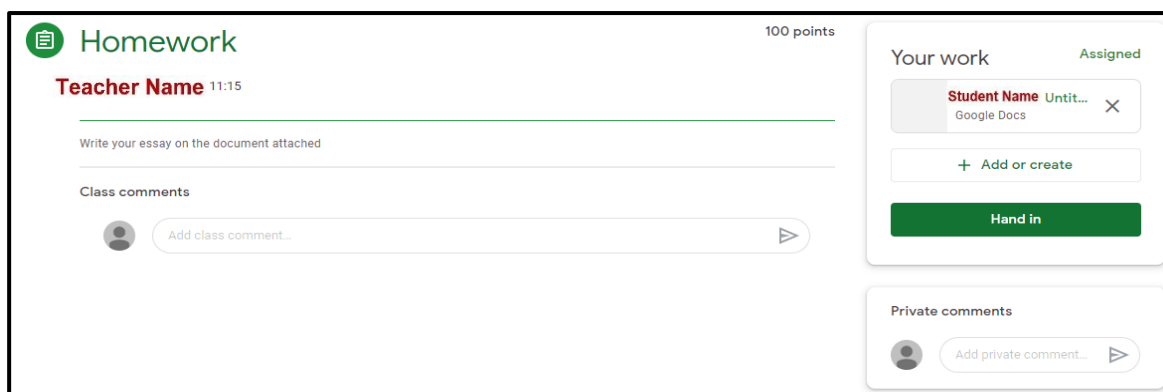 Homework
100 points
Teacher Name 11:15
Write your essay on the document attached
Class comments
Add class comment...
Your work
Assigned
Student Name Untit...
Google Docs
+ Add or create
Hand in
Private comments
Add private comment...